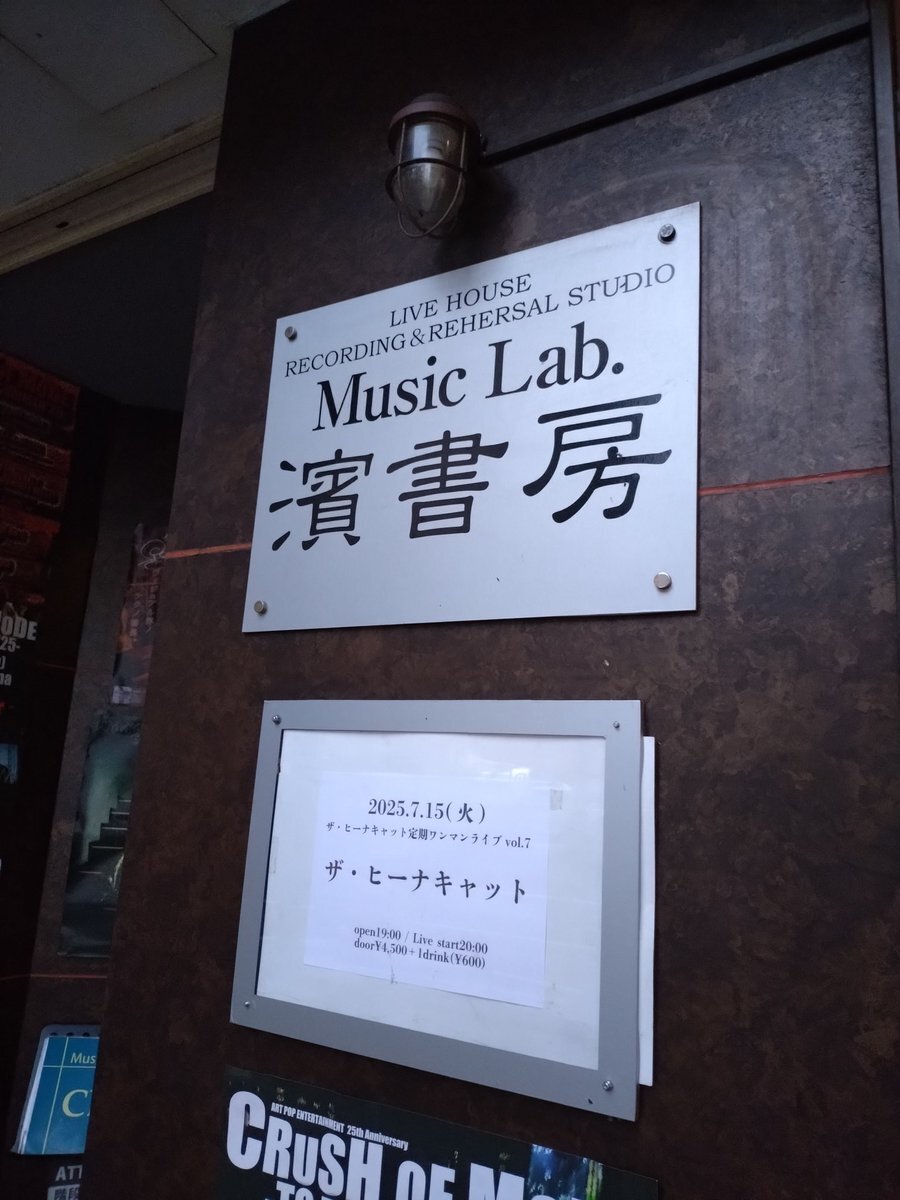 LIVE HOUSE
RECORDING & REHERSAL STUDIO
Music Lab.
濱書房
2025.7.15(火)
ザ・ヒーナキャット定期ワンマンライブ vol.7
ザ・ヒーナキャット
open19:00 / Live start20:00
door¥4,500+1drink(¥600)
ART POP ENTERTAINMENT 25th Anniversary
CRuSH OF